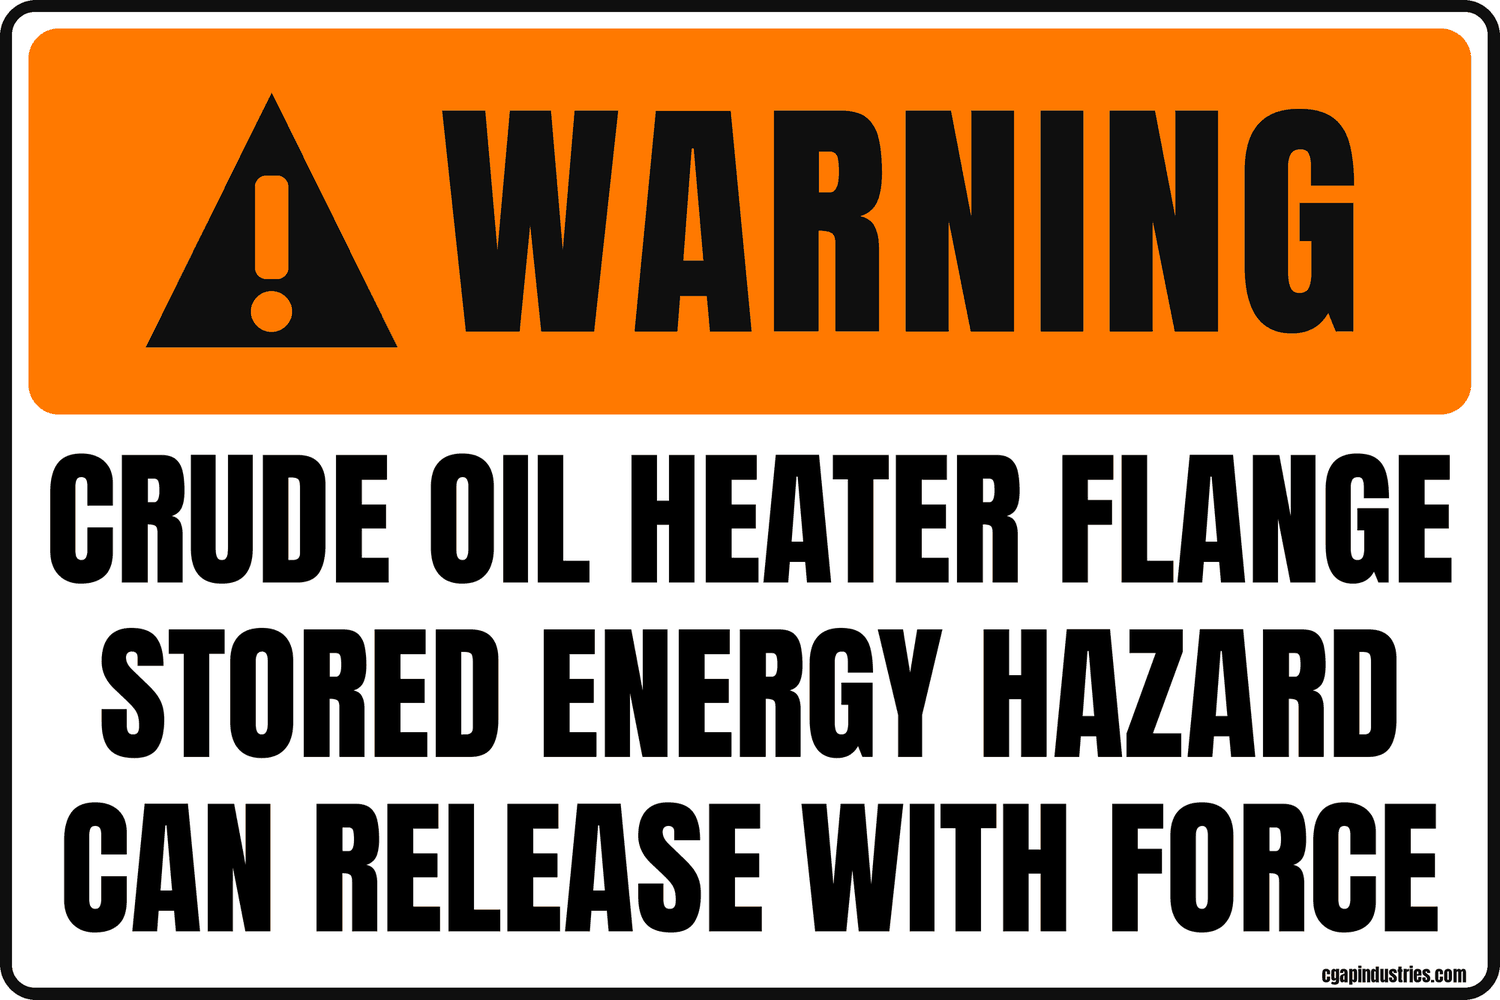 WARNING
CRUDE OIL HEATER FLANGE
STORED ENERGY HAZARD
CAN RELEASE WITH FORCE
cgapindustries.com